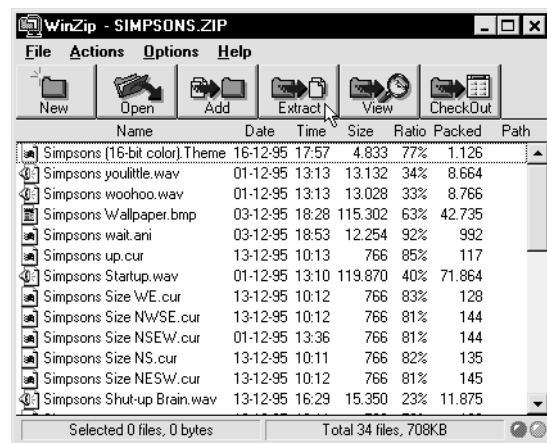 WinZip - SIMPSONS.ZIP
File Actions Options Help
New Open Add Extract View CheckOut
Name Date Time Size Ratio Packed Path
Simpsons (16-bit color).Theme 16-12-95 17:57 4.833 77% 1.126
Simpsons youlittle.wav 01-12-95 13:13 13.132 34% 8.664
Simpsons woohoo.wav 01-12-95 13:13 13.028 33% 8.766
Simpsons Wallpaper.bmp 03-12-95 18:28 115.302 63% 42.735
Simpsons wait.ani 03-12-95 18:53 12.254 92% 992
Simpsons up.cur 13-12-95 10:13 766 85% 117
Simpsons Startup.wav 01-12-95 13:10 119.870 40% 71.864
Simpsons Size WE.cur 13-12-95 10:12 766 83% 128
Simpsons Size NWSE.cur 13-12-95 10:12 766 81% 144
Simpsons Size NSEW.cur 01-12-95 13:36 766 81% 144
Simpsons Size NS.cur 13-12-95 10:11 766 82% 135
Simpsons Size NESW.cur 13-12-95 10:12 766 81% 145
Simpsons Shut-up Brain.wav 13-12-95 16:29 15.350 23% 11.875
Selected 0 files, 0 bytes Total 34 files, 708KB